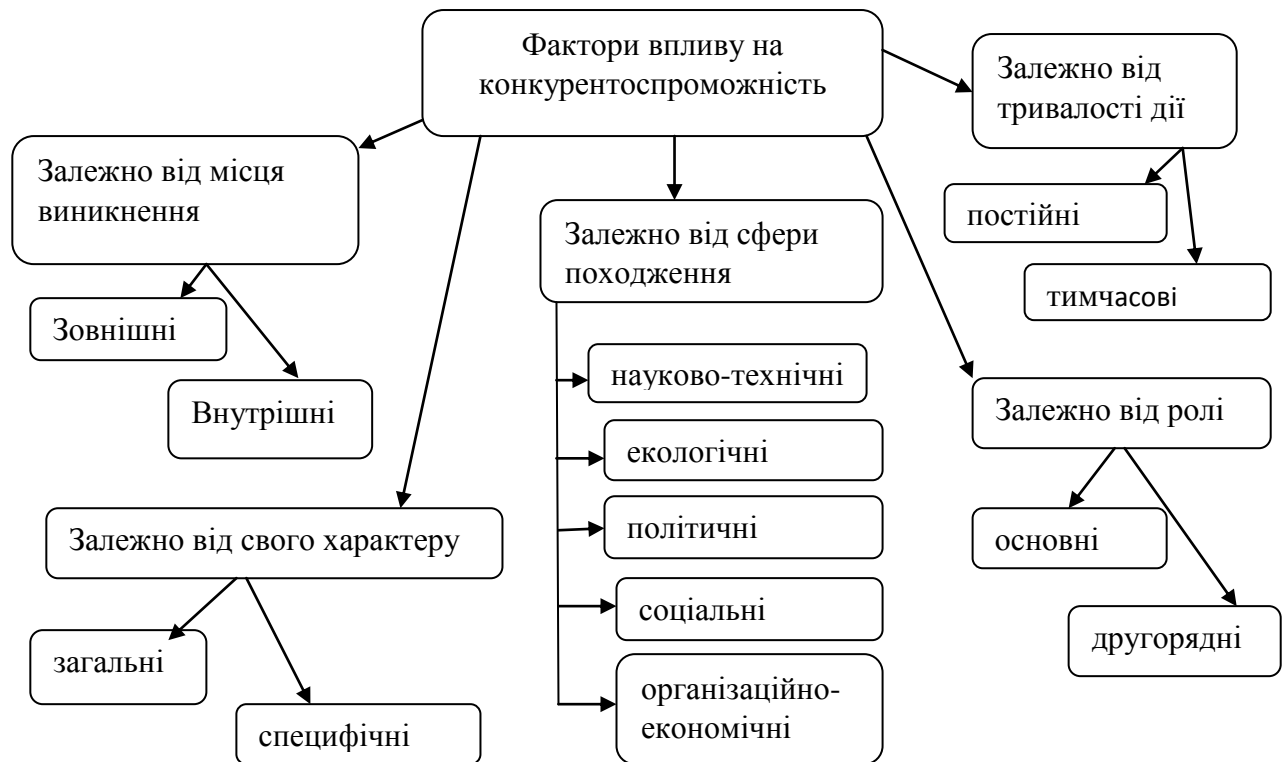 Фактори впливу на
конкурентоспроможність
Залежно від
тривалості дії
Залежно від місця
виникнення
постійні
Залежно від сфери
походження
тимчасові
Зовнішні
науково-технічні
Внутрішні
Залежно від ролі
екологічні
політичні
Залежно від свого характеру
основні
соціальні
другорядні
загальні
організаційно-
економічні
специфічні